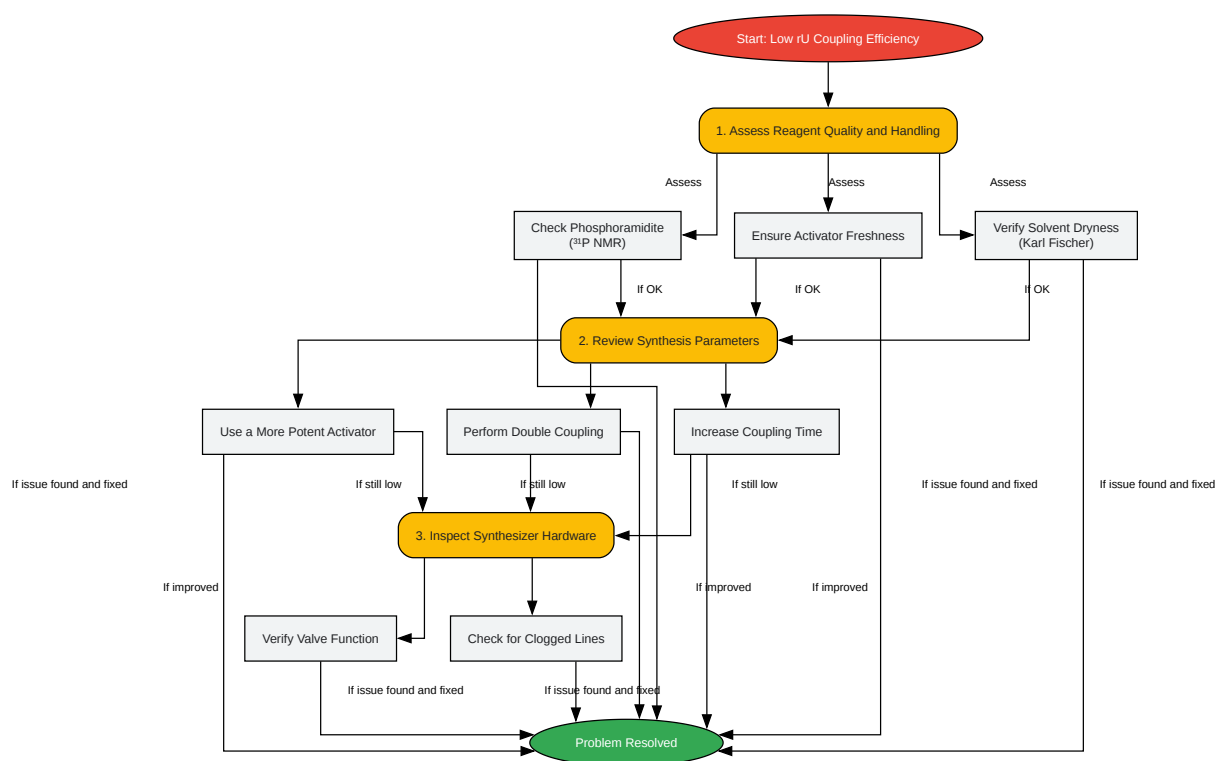 Start: Low rU Coupling Efficiency
1. Assess Reagent Quality and Handling
Assess
Assess
Assess
Check Phosphoramidite
(³¹P NMR)
Ensure Activator Freshness
Verify Solvent Dryness
(Karl Fischer)
If OK
If OK
If OK
2. Review Synthesis Parameters
Use a More Potent Activator
Perform Double Coupling
Increase Coupling Time
If issue found and fixed
If still low
If still low
If still low
If issue found and fixed
If issue found and fixed
3. Inspect Synthesizer Hardware
If improved
If improved
If improved
Verify Valve Function
Check for Clogged Lines
If issue found and fixed
If issue found and fixed
Problem Resolved